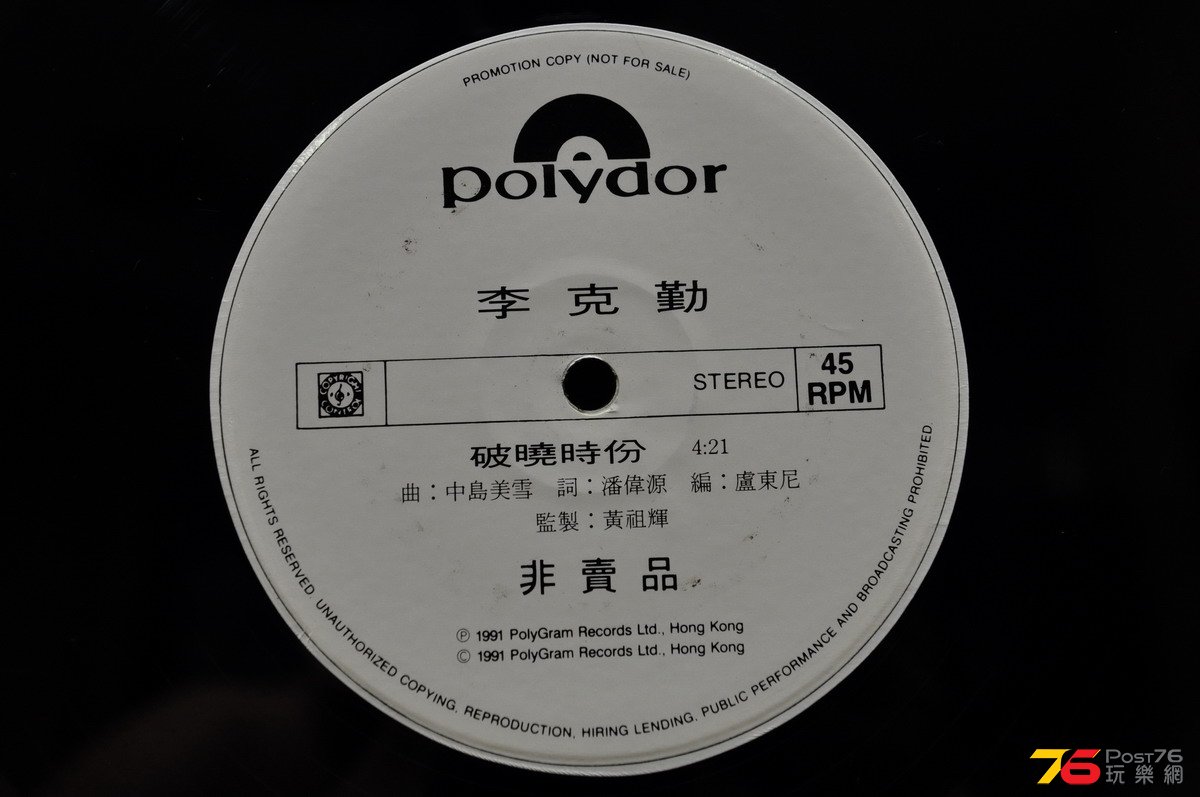 PROMOTION COPY (NOT FOR SALE)
polydor
李克勤
COPYRIGHT CONTROL
STEREO
45 RPM
破曉時份 4:21
曲：中島美雪 詞：潘偉源 編：盧東尼
監製：黃祖輝
非賣品
Ⓟ 1991 PolyGram Records Ltd., Hong Kong
© 1991 PolyGram Records Ltd., Hong Kong
ALL RIGHTS RESERVED. UNAUTHORIZED COPYING, REPRODUCTION, HIRING LENDING, PUBLIC PERFORMANCE AND BROADCASTING PROHIBITED
76 POST76
玩樂網